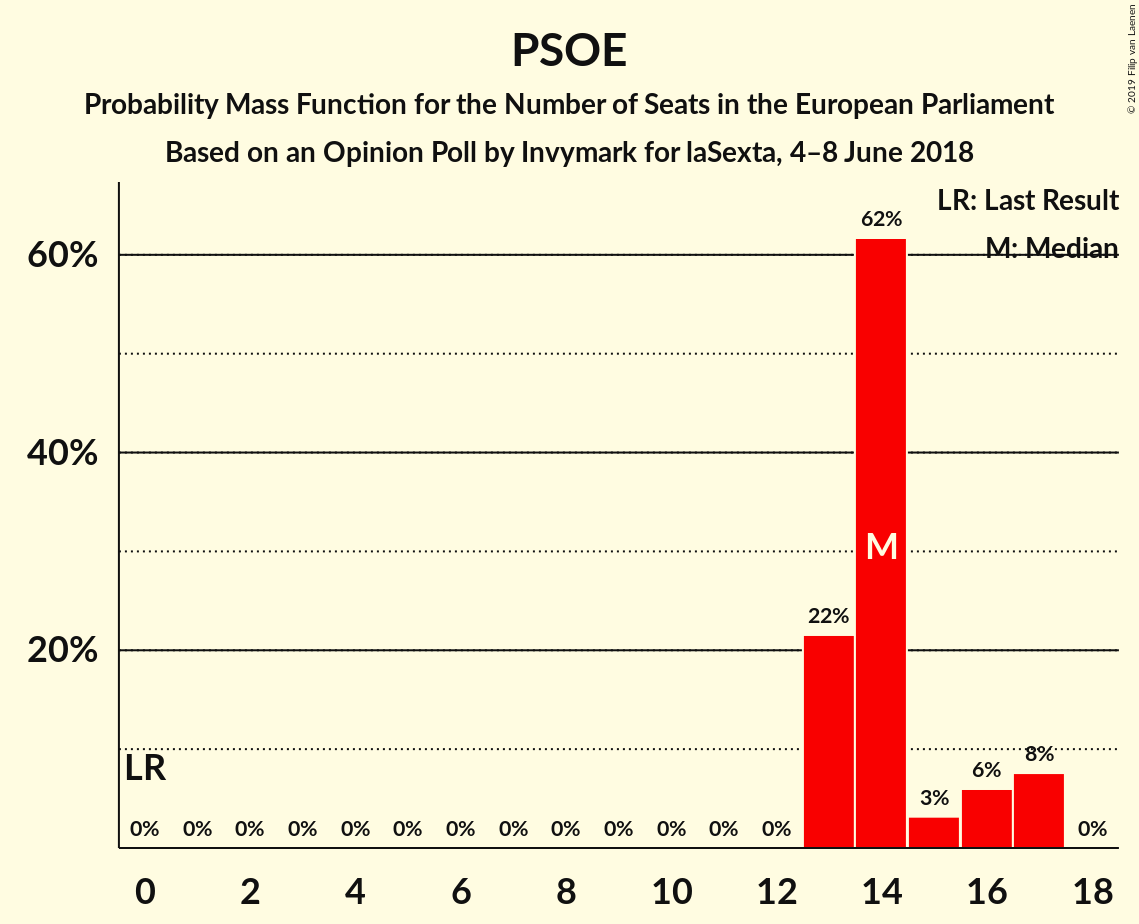 PSOE
Probability Mass Function for the Number of Seats in the European Parliament
Based on an Opinion Poll by Invymark for laSexta, 4–8 June 2018
© 2019 Filip van Laenen
LR: Last Result
M: Median
60%
40%
20%
62%
M
22%
LR
8%
6%
3%
0% 0% 0% 0% 0% 0% 0% 0% 0% 0% 0% 0% 0% 0%
0 2 4 6 8 10 12 14 16 18